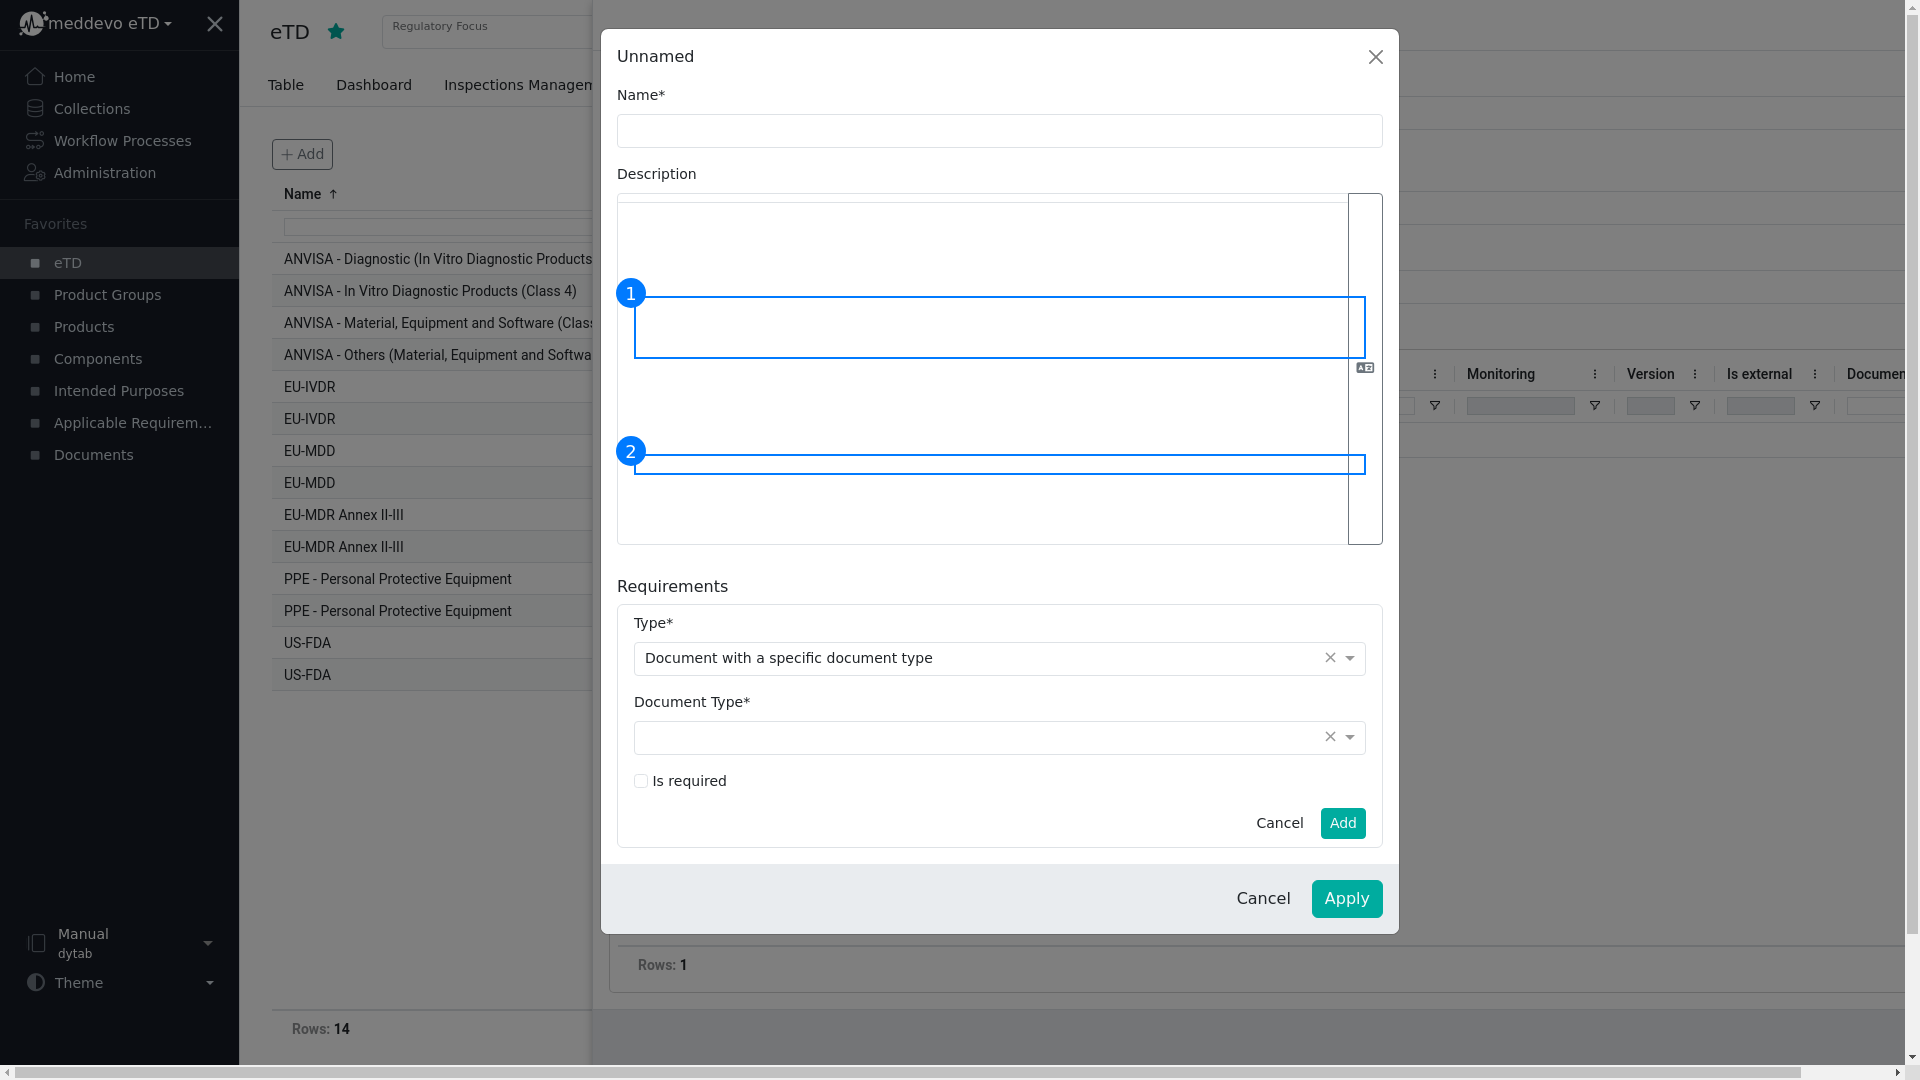 meddevo eTD
Home
Collections
Workflow Processes
Administration
Favorites
eTD
Product Groups
Products
Components
Intended Purposes
Applicable Requirem...
Documents
Manual
dytab
Theme
eTD
Regulatory Focus
Table
Dashboard
Inspections Managem
Add
Name
ANVISA - Diagnostic (In Vitro Diagnostic Products
ANVISA - In Vitro Diagnostic Products (Class 4)
ANVISA - Material, Equipment and Software (Class
ANVISA - Others (Material, Equipment and Softwa
EU-IVDR
EU-IVDR
EU-MDD
EU-MDD
EU-MDR Annex II-III
EU-MDR Annex II-III
PPE - Personal Protective Equipment
PPE - Personal Protective Equipment
US-FDA
US-FDA
Rows: 14
Unnamed
Name*
Description
1
2
Requirements
Type*
Document with a specific document type
Document Type*
Is required
Cancel
Add
Cancel
Apply
Monitoring
Version
Is external
Documen
Rows: 1